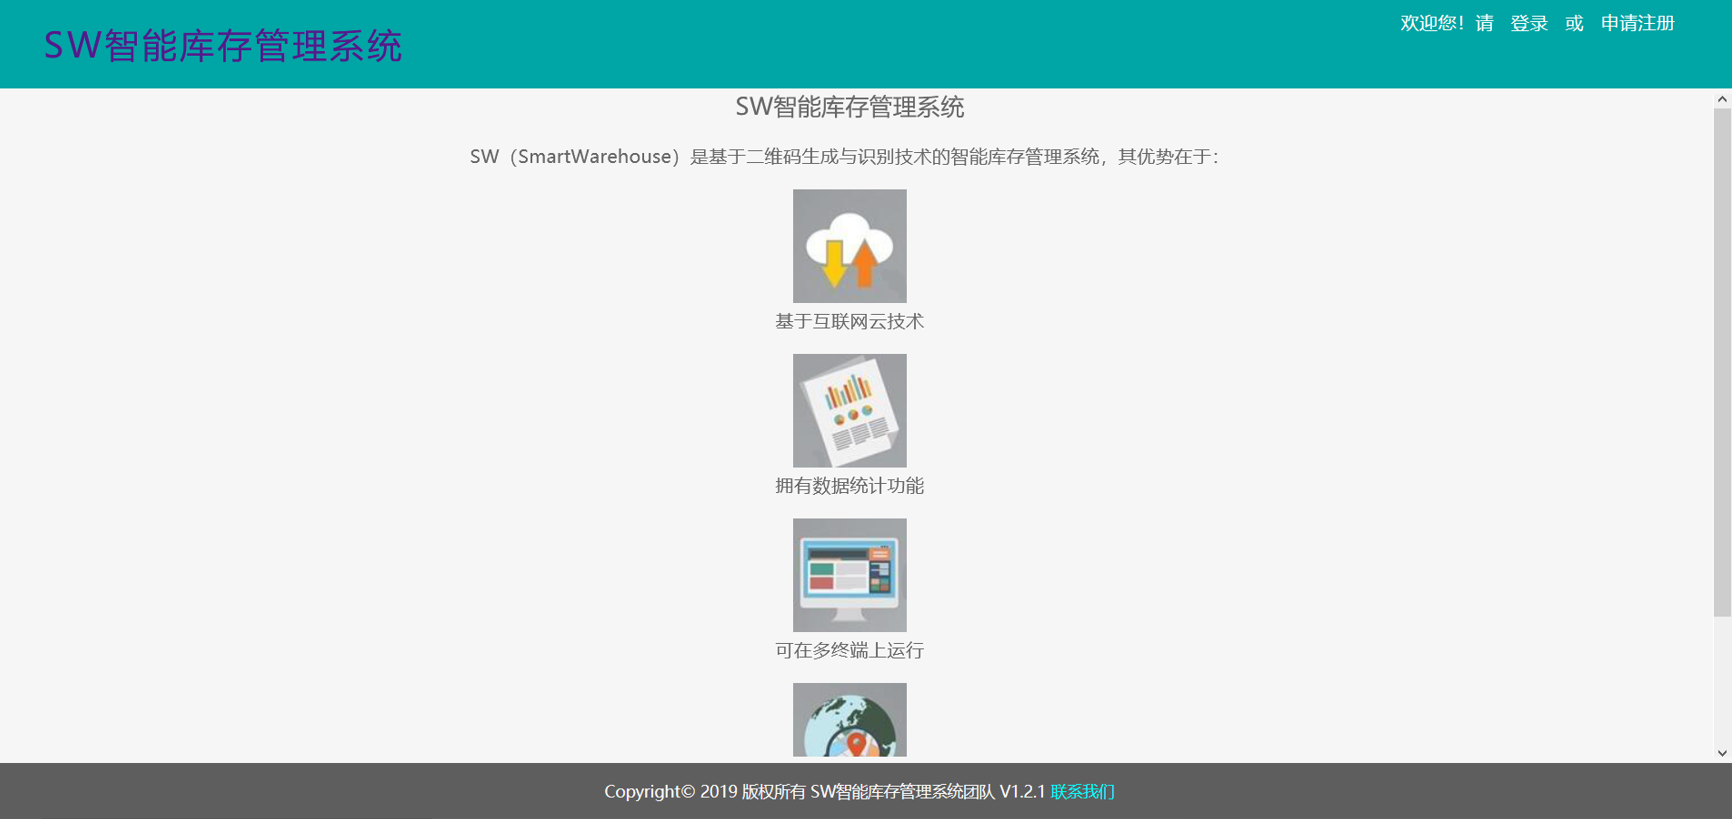 SW智能库存管理系统
欢迎您！请 登录 或 申请注册
SW智能库存管理系统
SW（SmartWarehouse）是基于二维码生成与识别技术的智能库存管理系统，其优势在于：
基于互联网云技术
拥有数据统计功能
可在多终端上运行
Copyright© 2019 版权所有 SW智能库存管理系统团队 V1.2.1 联系我们